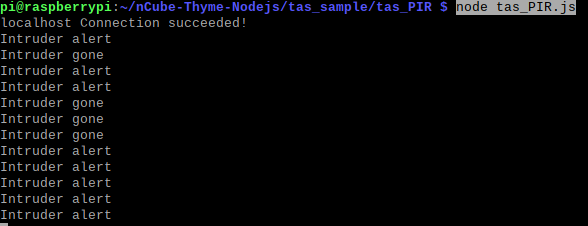 pi@raspberrypi:~/nCube-Thyme-Nodejs/tas_sample/tas_PIR $ node tas_PIR.js
localhost Connection succeeded!
Intruder alert
Intruder gone
Intruder alert
Intruder alert
Intruder gone
Intruder gone
Intruder gone
Intruder alert
Intruder alert
Intruder alert
Intruder alert
Intruder alert